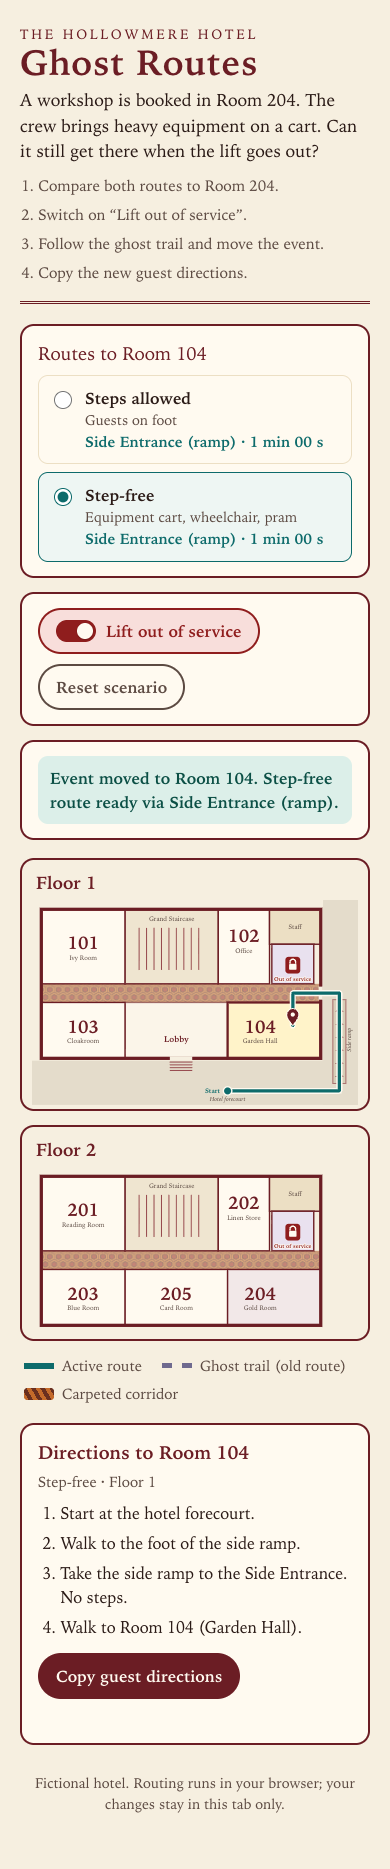 THE HOLLOWMERE HOTEL
Ghost Routes
A workshop is booked in Room 204. The
crew brings heavy equipment on a cart. Can
it still get there when the lift goes out?
1. Compare both routes to Room 204.
2. Switch on “Lift out of service”.
3. Follow the ghost trail and move the event.
4. Copy the new guest directions.
Routes to Room 104
Steps allowed
Guests on foot
Side Entrance (ramp) · 1 min 00 s
Step-free
Equipment cart, wheelchair, pram
Side Entrance (ramp) · 1 min 00 s
Lift out of service
Reset scenario
Event moved to Room 104. Step-free
route ready via Side Entrance (ramp).
Floor 1
101
Ivy Room
Grand Staircase
102
Office
Staff
Out of service
103
Cloakroom
Lobby
104
Garden Hall
Side ramp
Start
Hotel forecourt
Floor 2
201
Reading Room
Grand Staircase
202
Linen Store
Staff
Out of service
203
Blue Room
205
Card Room
204
Gold Room
Active route
Ghost trail (old route)
Carpeted corridor
Directions to Room 104
Step-free · Floor 1
1. Start at the hotel forecourt.
2. Walk to the foot of the side ramp.
3. Take the side ramp to the Side Entrance.
No steps.
4. Walk to Room 104 (Garden Hall).
Copy guest directions
Fictional hotel. Routing runs in your browser; your
changes stay in this tab only.